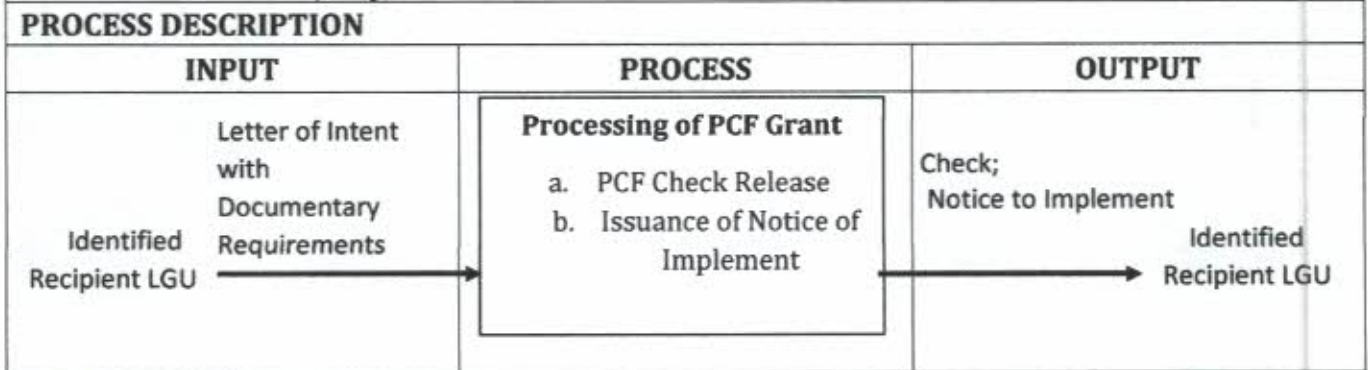 PROCESS DESCRIPTION
INPUT
PROCESS
OUTPUT
Letter of Intent
with
Documentary
Requirements
Identified
Recipient LGU
Processing of PCF Grant
a. PCF Check Release
b. Issuance of Notice of
Implement
Check;
Notice to Implement
Identified
Recipient LGU